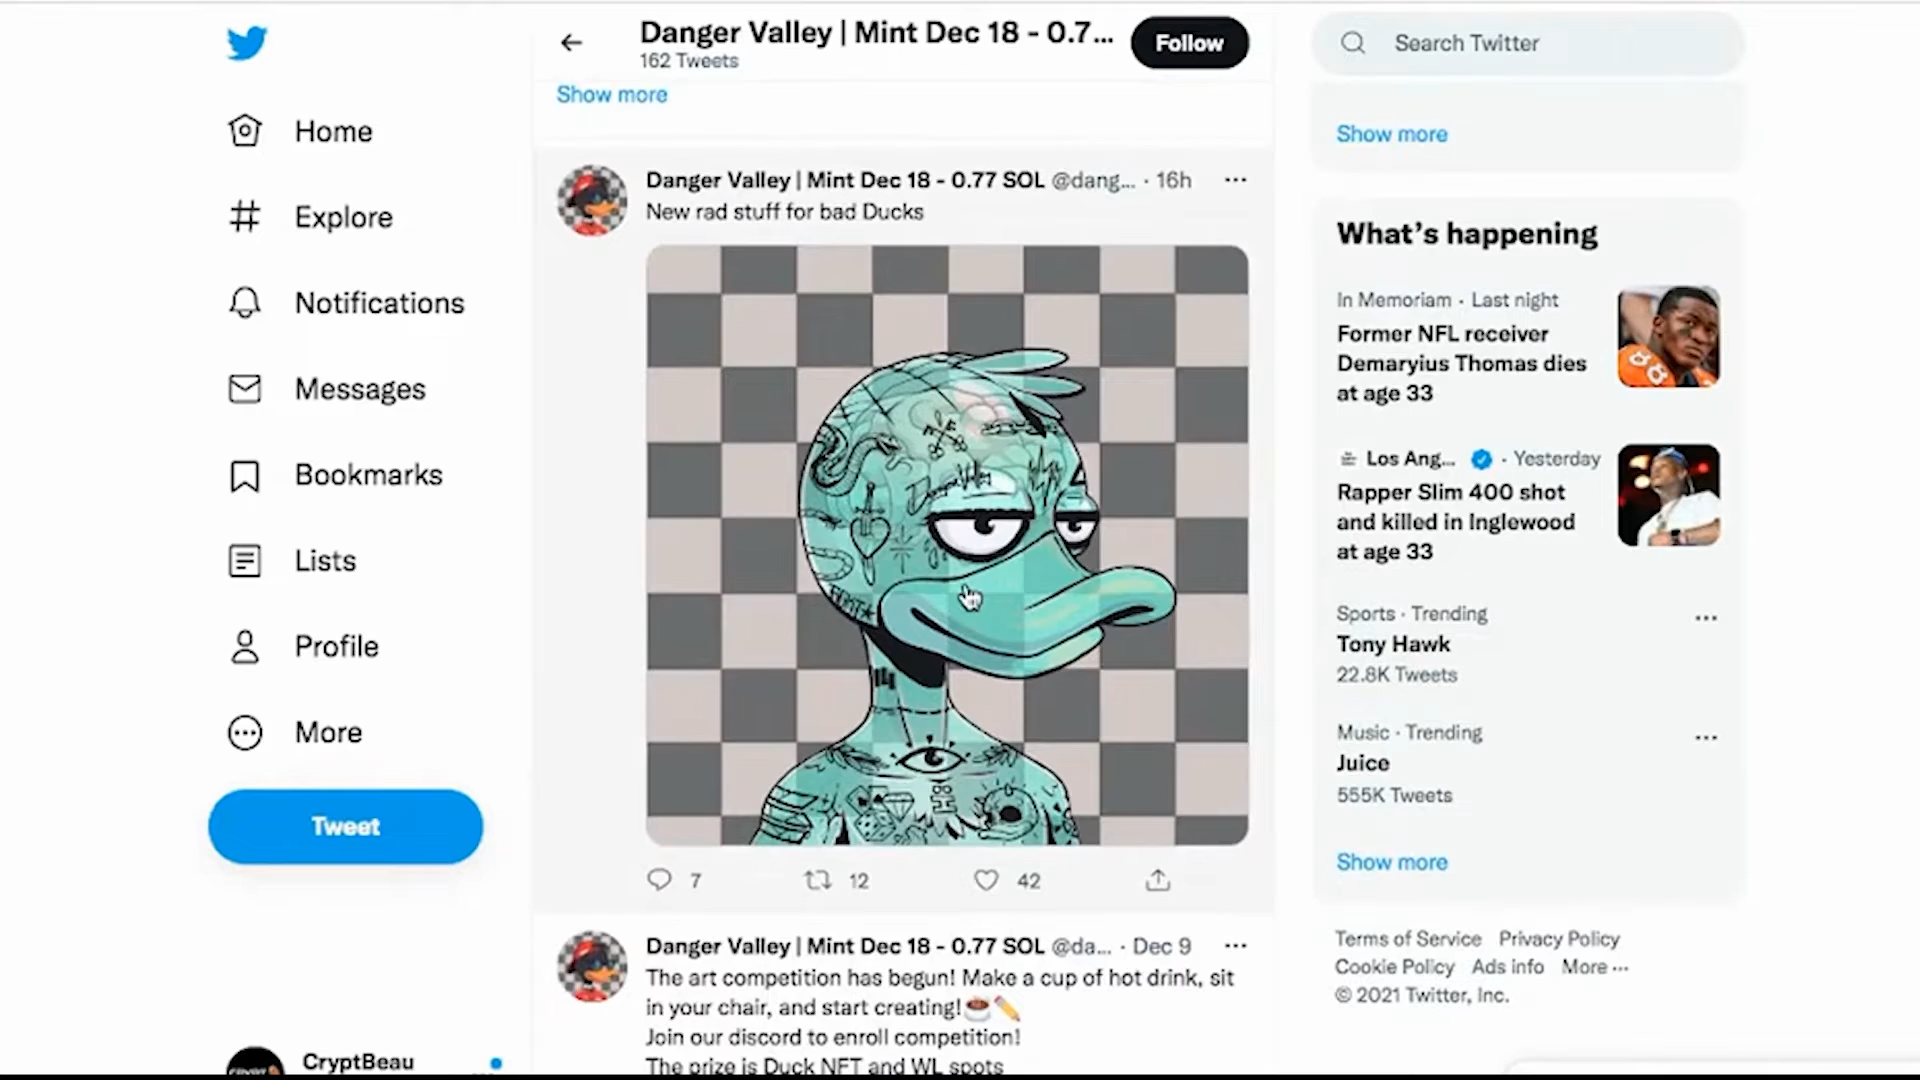 Home
Explore
Notifications
Messages
Bookmarks
Lists
Profile
More
Tweet
CryptBeau
Danger Valley | Mint Dec 18 - 0.7...
162 Tweets
Follow
Show more
Danger Valley | Mint Dec 18 - 0.77 SOL @dang... · 16h
New rad stuff for bad Ducks
Danger Valley
7 12 42
Danger Valley | Mint Dec 18 - 0.77 SOL @da... · Dec 9
The art competition has begun! Make a cup of hot drink, sit
in your chair, and start creating!☕✏️
Join our discord to enroll competition!
The prize is Duck NFT and WL spots
Search Twitter
Show more
What's happening
In Memoriam · Last night
Former NFL receiver
Demaryius Thomas dies
at age 33
Los Ang... · Yesterday
Rapper Slim 400 shot
and killed in Inglewood
at age 33
Sports · Trending
Tony Hawk
22.8K Tweets
Music · Trending
Juice
555K Tweets
Show more
Terms of Service Privacy Policy
Cookie Policy Ads info More ...
© 2021 Twitter, Inc.